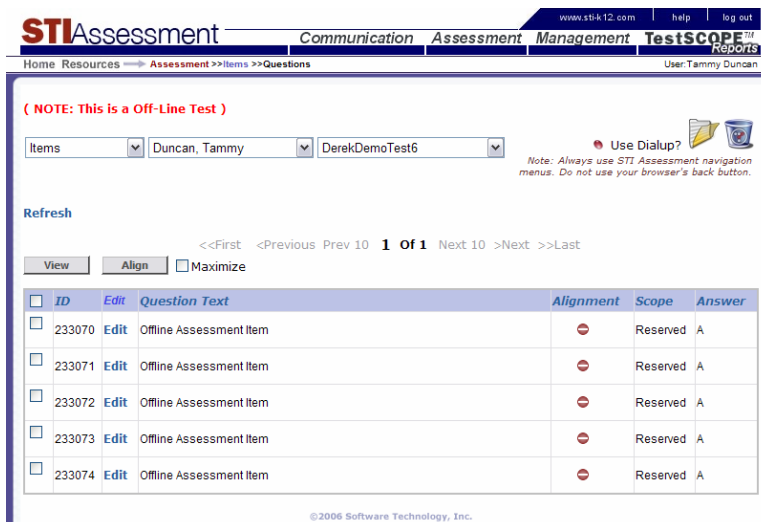 www.sti-k12.com help log out
STIAssessment Communication Assessment Management TestSCOPE™ Reports
Home Resources Assessment >>Items >>Questions User:Tammy Duncan
( NOTE: This is a Off-Line Test )
Items Duncan, Tammy DerekDemoTest6 Use Dialup?
Note: Always use STI Assessment navigation
menus. Do not use your browser's back button.
Refresh
<<First <Previous Prev 10 1 Of 1 Next 10 >Next >>Last
View Align Maximize
ID Edit Question Text Alignment Scope Answer
233070 Edit Offline Assessment Item Reserved A
233071 Edit Offline Assessment Item Reserved A
233072 Edit Offline Assessment Item Reserved A
233073 Edit Offline Assessment Item Reserved A
233074 Edit Offline Assessment Item Reserved A
©2006 Software Technology, Inc.